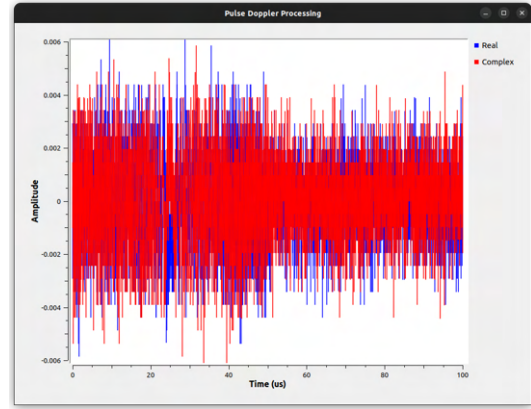 Pulse Doppler Processing
0.006
0.004
0.002
0
-0.002
-0.004
-0.006
Amplitude
0
20
40
60
80
100
Time (us)
Real
Complex